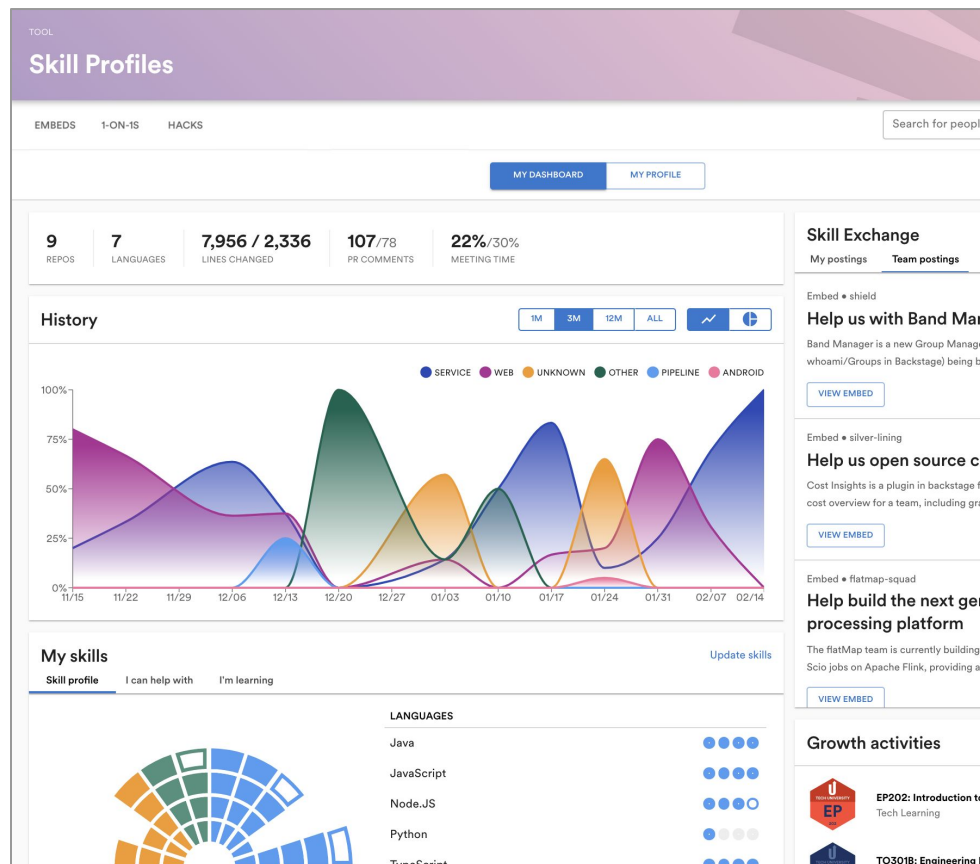 TOOL
Skill Profiles
EMBEDS 1-ON-1S HACKS
Search for peopl
MY DASHBOARD MY PROFILE
9 7 7,956 / 2,336 107/78 22%/30%
REPOS LANGUAGES LINES CHANGED PR COMMENTS MEETING TIME
History
1M 3M 12M ALL
SERVICE WEB UNKNOWN OTHER PIPELINE ANDROID
100%
75%
50%
25%
0%
11/15 11/22 11/29 12/06 12/13 12/20 12/27 01/03 01/10 01/17 01/24 01/31 02/07 02/14
My skills
Update skills
Skill profile I can help with I'm learning
LANGUAGES
Java
JavaScript
Node.JS
Python
TypeScript
Skill Exchange
My postings Team postings
Embed • shield
Help us with Band Mar
Band Manager is a new Group Manage
whoami/Groups in Backstage) being b
VIEW EMBED
Embed • silver-lining
Help us open source c
Cost Insights is a plugin in backstage f
cost overview for a team, including gra
VIEW EMBED
Embed • flatmap-squad
Help build the next ger
processing platform
The flatMap team is currently building
Scio jobs on Apache Flink, providing a
VIEW EMBED
Growth activities
TECH UNIVERSITY
EP
EP202: Introduction to
Tech Learning
TO301B: Engineering